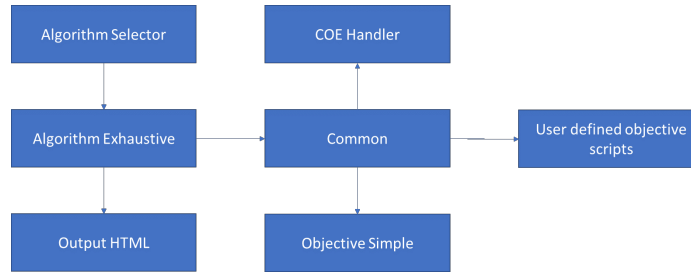 Algorithm Selector
COE Handler
Algorithm Exhaustive
Common
User defined objective
scripts
Output HTML
Objective Simple